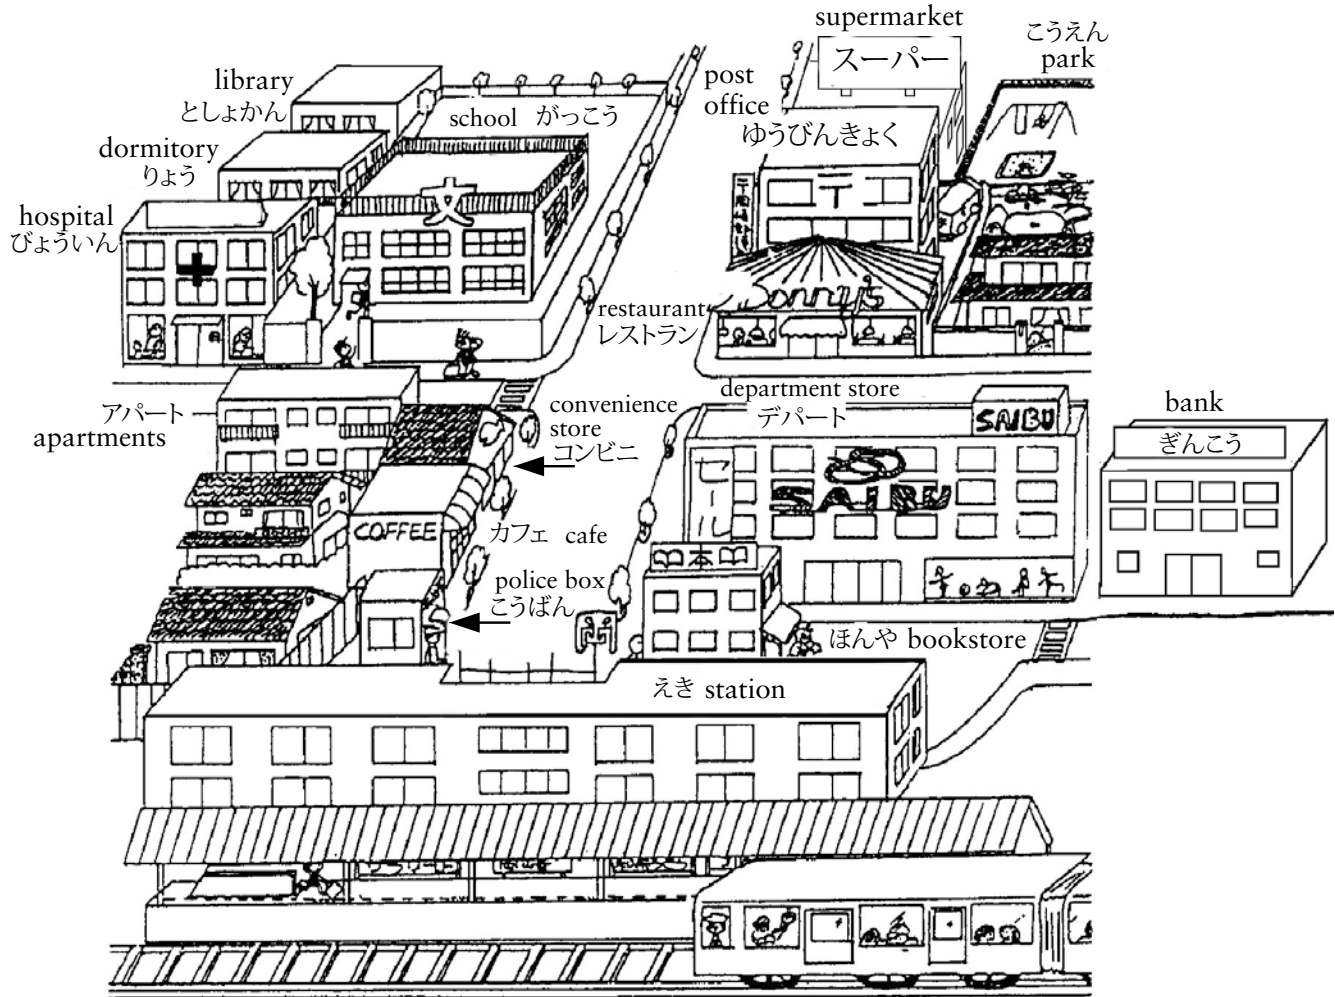 supermarket
スーパー
こうえん
park
library
としょかん
post
office
ゆうびんきょく
〒
school がっこう
文
dormitory
りょう
hospital
びょういん
restaurant
レストラン
アパート
apartments
department store
デパート
SAIBU
convenience
store
コンビニ
bank
ぎんこう
セール
SAIBU
COFFEE
カフェ cafe
本
police box
こうばん
ほんや bookstore
えき station